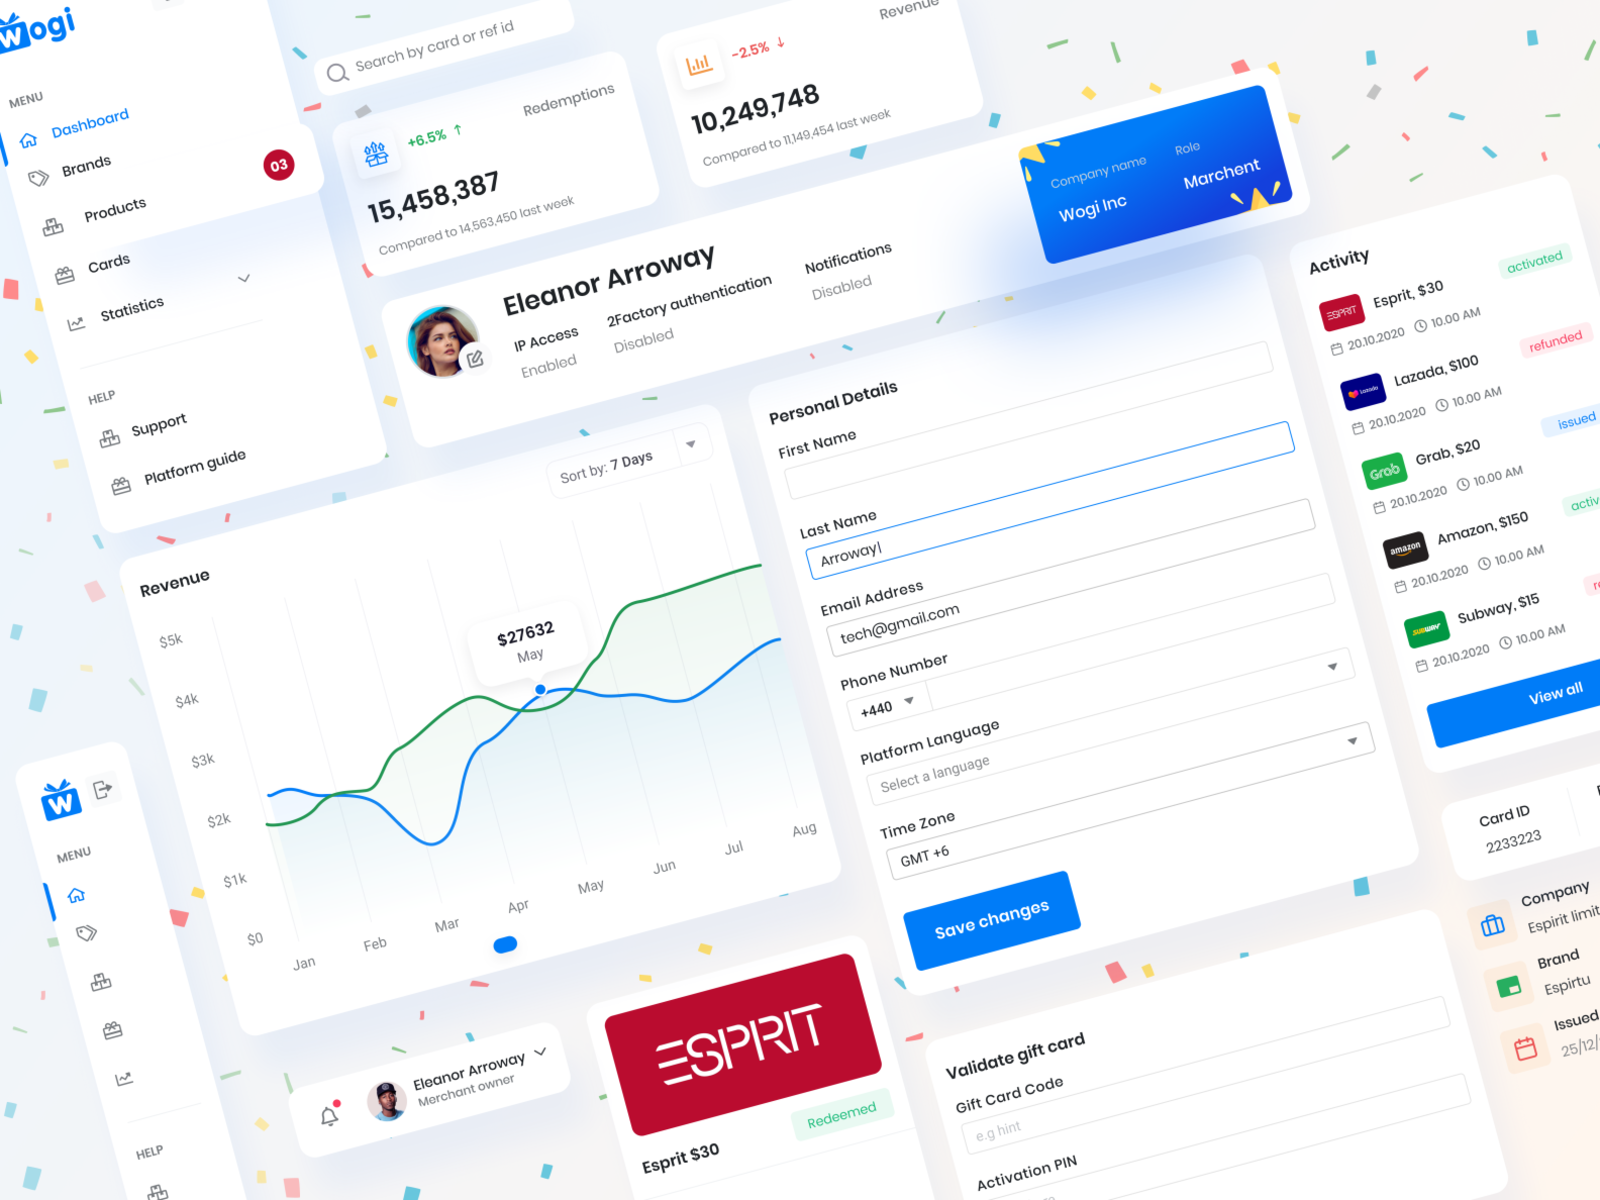 Wogi
MENU
Dashboard
Brands
03
Products
Cards
Statistics
HELP
Support
Platform guide
Search by card or ref id
+6.5% ↑
Redemptions
15,458,387
Compared to 14,563,450 last week
-2.5% ↓
Revenue
10,249,748
Compared to 11,149,454 last week
Eleanor Arroway
IP Access
Enabled
2Factory authentication
Disabled
Notifications
Disabled
Company name
Wogi Inc
Role
Marchent
Revenue
Sort by: 7 Days
$5k
$4k
$3k
$2k
$1k
$0
$27632
May
Jan
Feb
Mar
Apr
May
Jun
Jul
Aug
Personal Details
First Name
Last Name
Arroway
Email Address
tech@gmail.com
Phone Number
+440
Platform Language
Select a language
Time Zone
GMT +6
Save changes
Activity
ESPRIT
Esprit, $30
activated
20.10.2020
10.00 AM
Lazada
Lazada, $100
refunded
20.10.2020
10.00 AM
Grab
Grab, $20
issued
20.10.2020
10.00 AM
amazon
Amazon, $150
activ
20.10.2020
10.00 AM
SUBWAY
Subway, $15
20.10.2020
10.00 AM
View all
Card ID
2233223
Company
Espirit limit
Brand
Espirtu
Issued
25/12/
W
MENU
HELP
Eleanor Arroway
Merchant owner
ESPRIT
Redeemed
Esprit $30
Validate gift card
Gift Card Code
e.g hint
Activation PIN